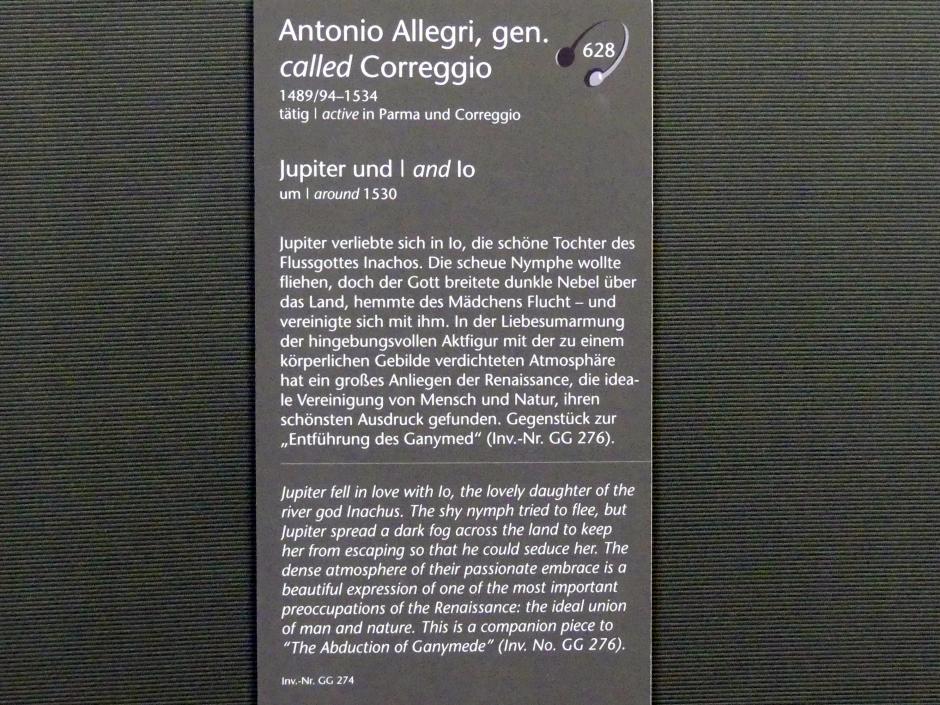 Antonio Allegri, gen.
called Correggio
628
1489/94–1534
tätig | active in Parma und Correggio
Jupiter und | and Io
um | around 1530
Jupiter verliebte sich in Io, die schöne Tochter des
Flussgottes Inachos. Die scheue Nymphe wollte
fliehen, doch der Gott breitete dunkle Nebel über
das Land, hemmte des Mädchens Flucht – und
vereinigte sich mit ihm. In der Liebesumarmung
der hingebungsvollen Aktfigur mit der zu einem
körperlichen Gebilde verdichteten Atmosphäre
hat ein großes Anliegen der Renaissance, die idea-
le Vereinigung von Mensch und Natur, ihren
schönsten Ausdruck gefunden. Gegenstück zur
„Entführung des Ganymed“ (Inv.-Nr. GG 276).
Jupiter fell in love with Io, the lovely daughter of the
river god Inachus. The shy nymph tried to flee, but
Jupiter spread a dark fog across the land to keep
her from escaping so that he could seduce her. The
dense atmosphere of their passionate embrace is a
beautiful expression of one of the most important
preoccupations of the Renaissance: the ideal union
of man and nature. This is a companion piece to
“The Abduction of Ganymede” (Inv. No. GG 276).
Inv.-Nr. GG 274